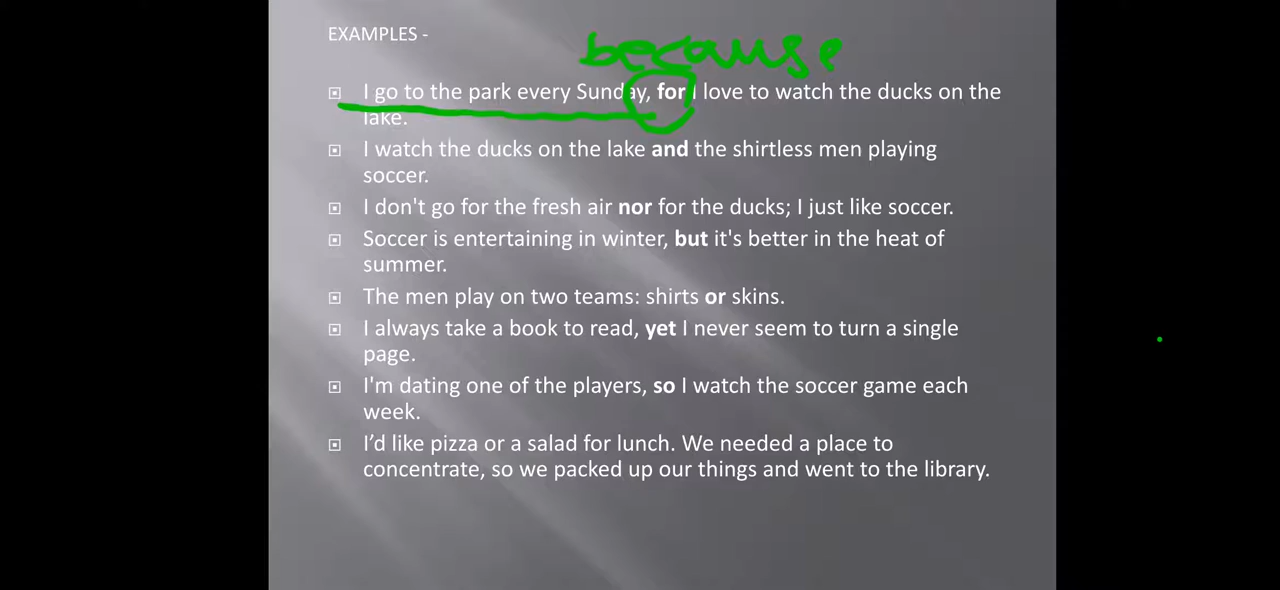 EXAMPLES -
because
I go to the park every Sunday, for I love to watch the ducks on the
lake.
I watch the ducks on the lake and the shirtless men playing
soccer.
I don't go for the fresh air nor for the ducks; I just like soccer.
Soccer is entertaining in winter, but it's better in the heat of
summer.
The men play on two teams: shirts or skins.
I always take a book to read, yet I never seem to turn a single
page.
I'm dating one of the players, so I watch the soccer game each
week.
I’d like pizza or a salad for lunch. We needed a place to
concentrate, so we packed up our things and went to the library.